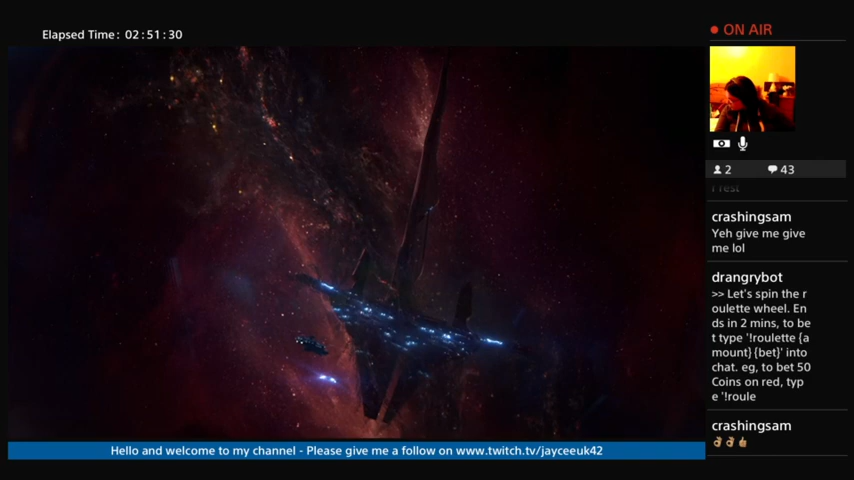 Elapsed Time: 02:51:30
ON AIR
2 43
crashingsam
Yeh give me give
me lol
drangrybot
>> Let's spin the r
oulette wheel. En
ds in 2 mins, to be
t type '!roulette {a
mount} {bet}' into
chat. eg, to bet 50
Coins on red, typ
e '!roule
crashingsam
👌🏽👌🏽👍🏽
Hello and welcome to my channel - Please give me a follow on www.twitch.tv/jayceeuk42